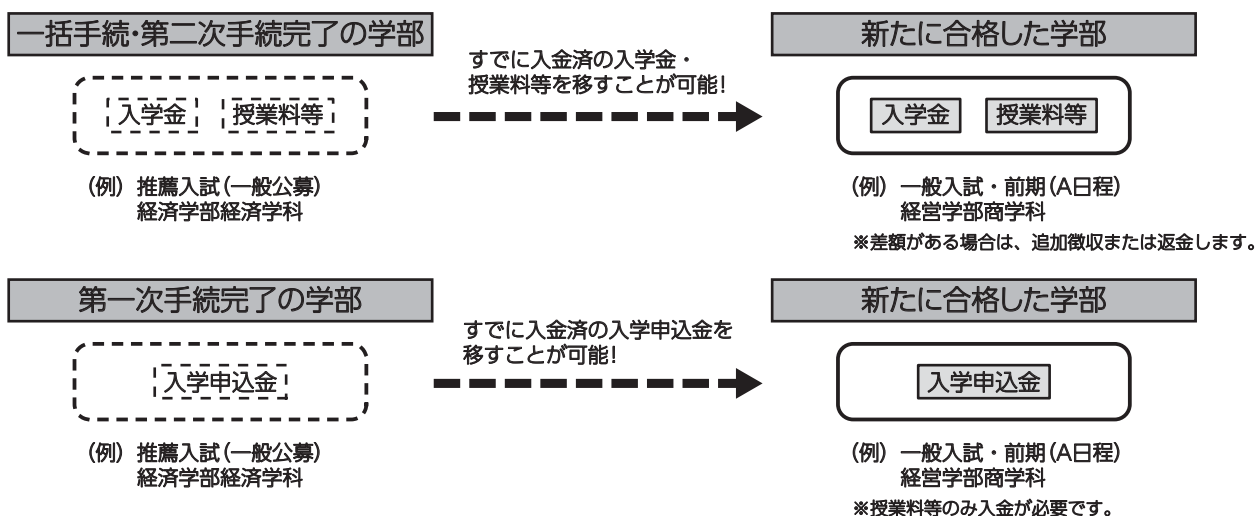 一括手続・第二次手続完了の学部
すでに入金済の入学金・
授業料等を移すことが可能!
新たに合格した学部
入学金 授業料等
入学金 授業料等
(例) 推薦入試(一般公募)
経済学部経済学科
(例) 一般入試・前期(A日程)
経営学部商学科
※差額がある場合は、追加徴収または返金します。
第一次手続完了の学部
すでに入金済の入学申込金を
移すことが可能!
新たに合格した学部
入学申込金
入学申込金
(例) 推薦入試(一般公募)
経済学部経済学科
(例) 一般入試・前期(A日程)
経営学部商学科
※授業料等のみ入金が必要です。